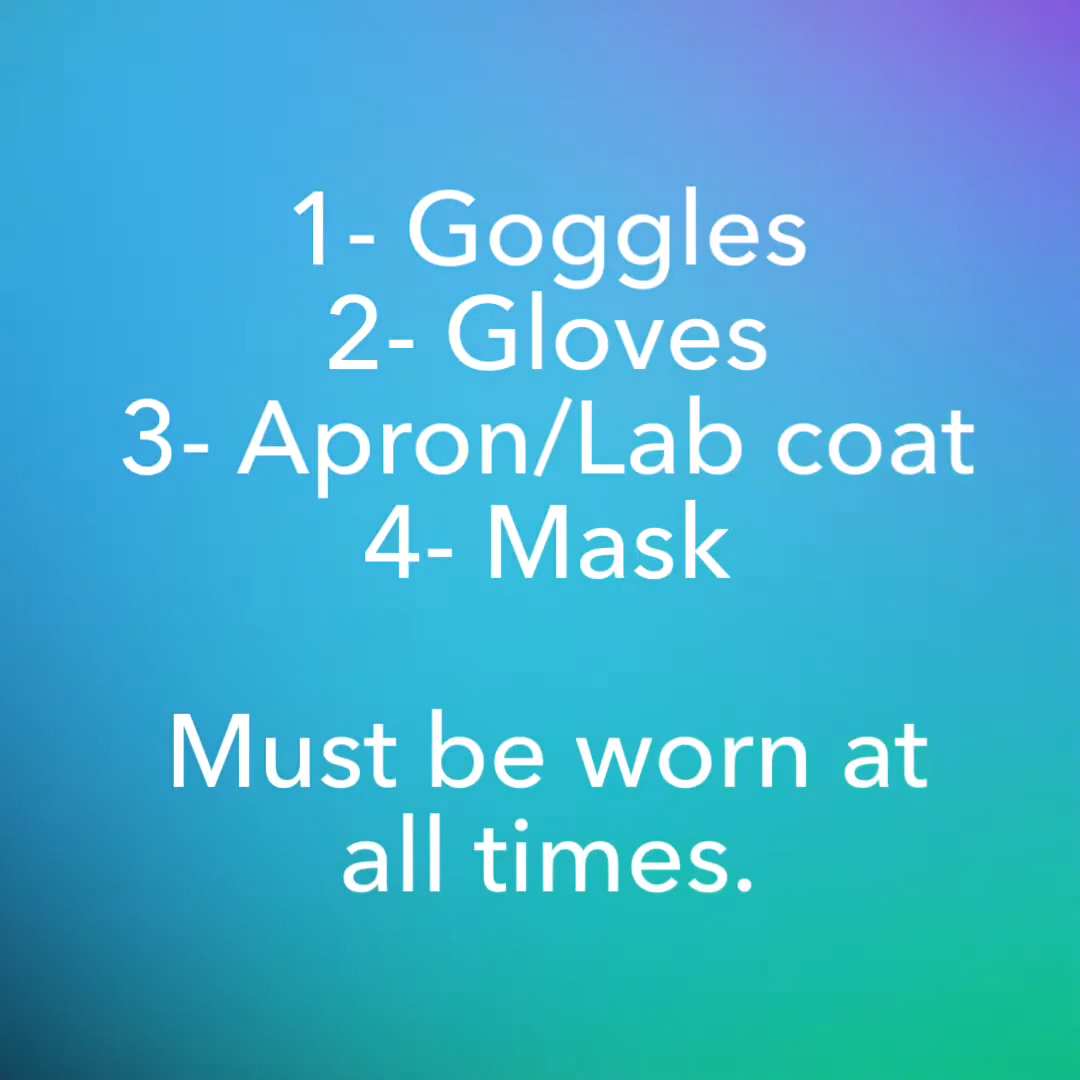 1- Goggles
2- Gloves
3- Apron/Lab coat
4- Mask
Must be worn at
all times.